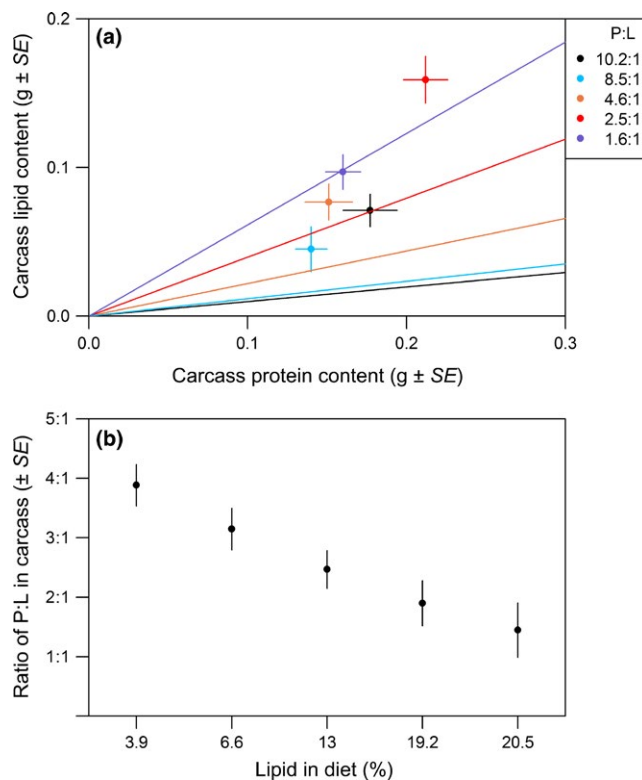 (a)
Carcass lipid content (g ± SE)
0.2
0.1
0.0
0.0 0.1 0.2 0.3
Carcass protein content (g ± SE)
P:L
10.2:1
8.5:1
4.6:1
2.5:1
1.6:1
(b)
Ratio of P:L in carcass (± SE)
5:1
4:1
3:1
2:1
1:1
3.9 6.6 13 19.2 20.5
Lipid in diet (%)